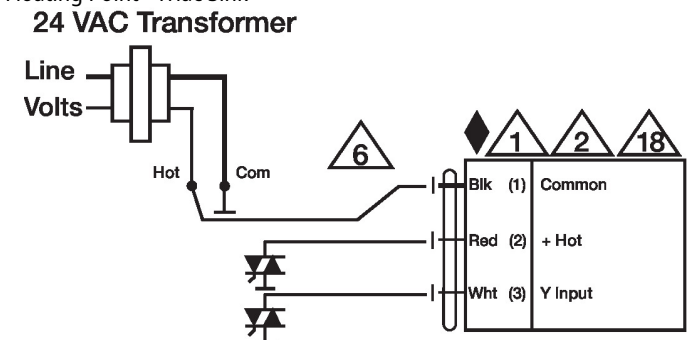 24 VAC Transformer
Line
Volts
Hot
Com
6
1
2
18
Blk (1) Common
Red (2) + Hot
Wht (3) Y Input